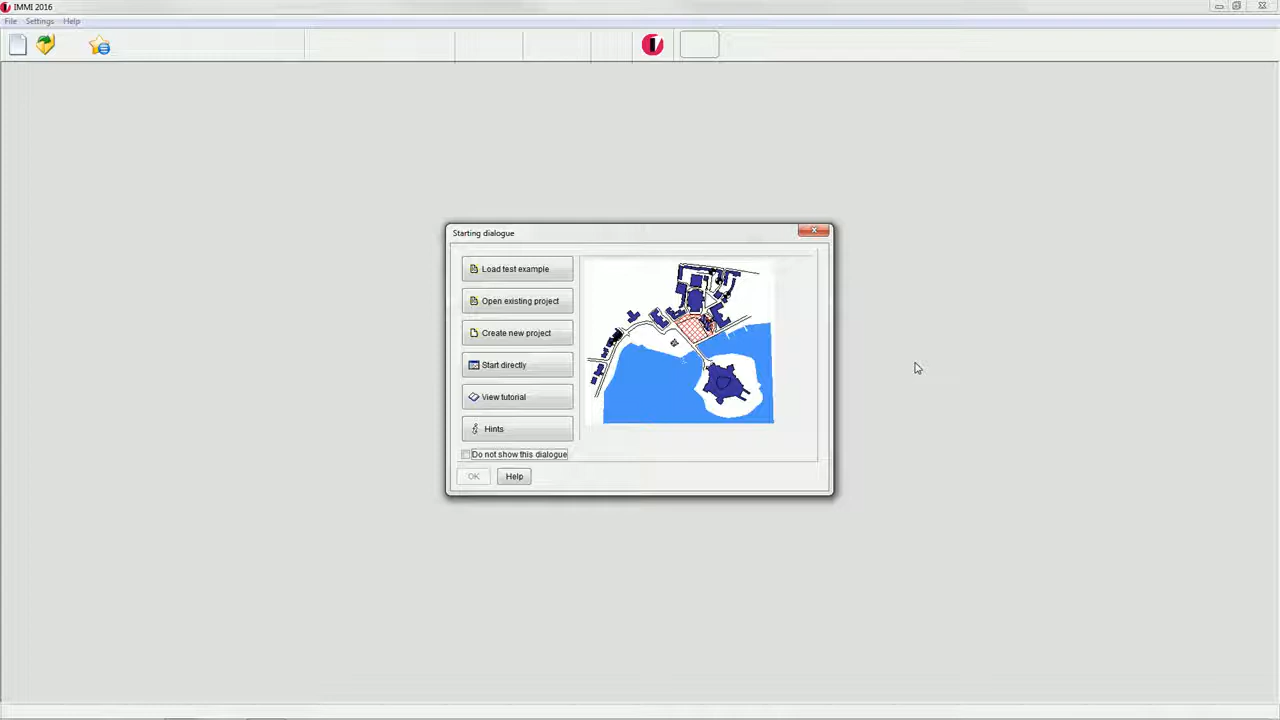 IMMI 2016
File Settings Help
Starting dialogue
Load test example
Open existing project
Create new project
Start directly
View tutorial
Hints
Do not show this dialogue
OK Help